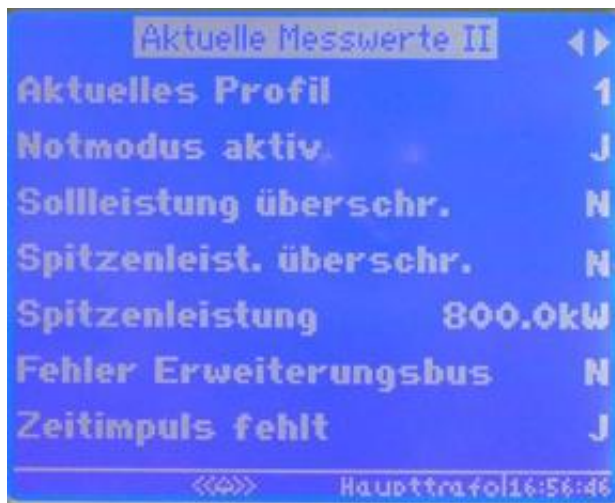 Aktuelle Messwerte II
Aktuelles Profil 1
Notmodus aktiv J
Sollleistung überschr. N
Spitzenleist. überschr. N
Spitzenleistung 800.0kW
Fehler Erweiterungsbus N
Zeitimpuls fehlt J
Haupttrafo 16:56:46